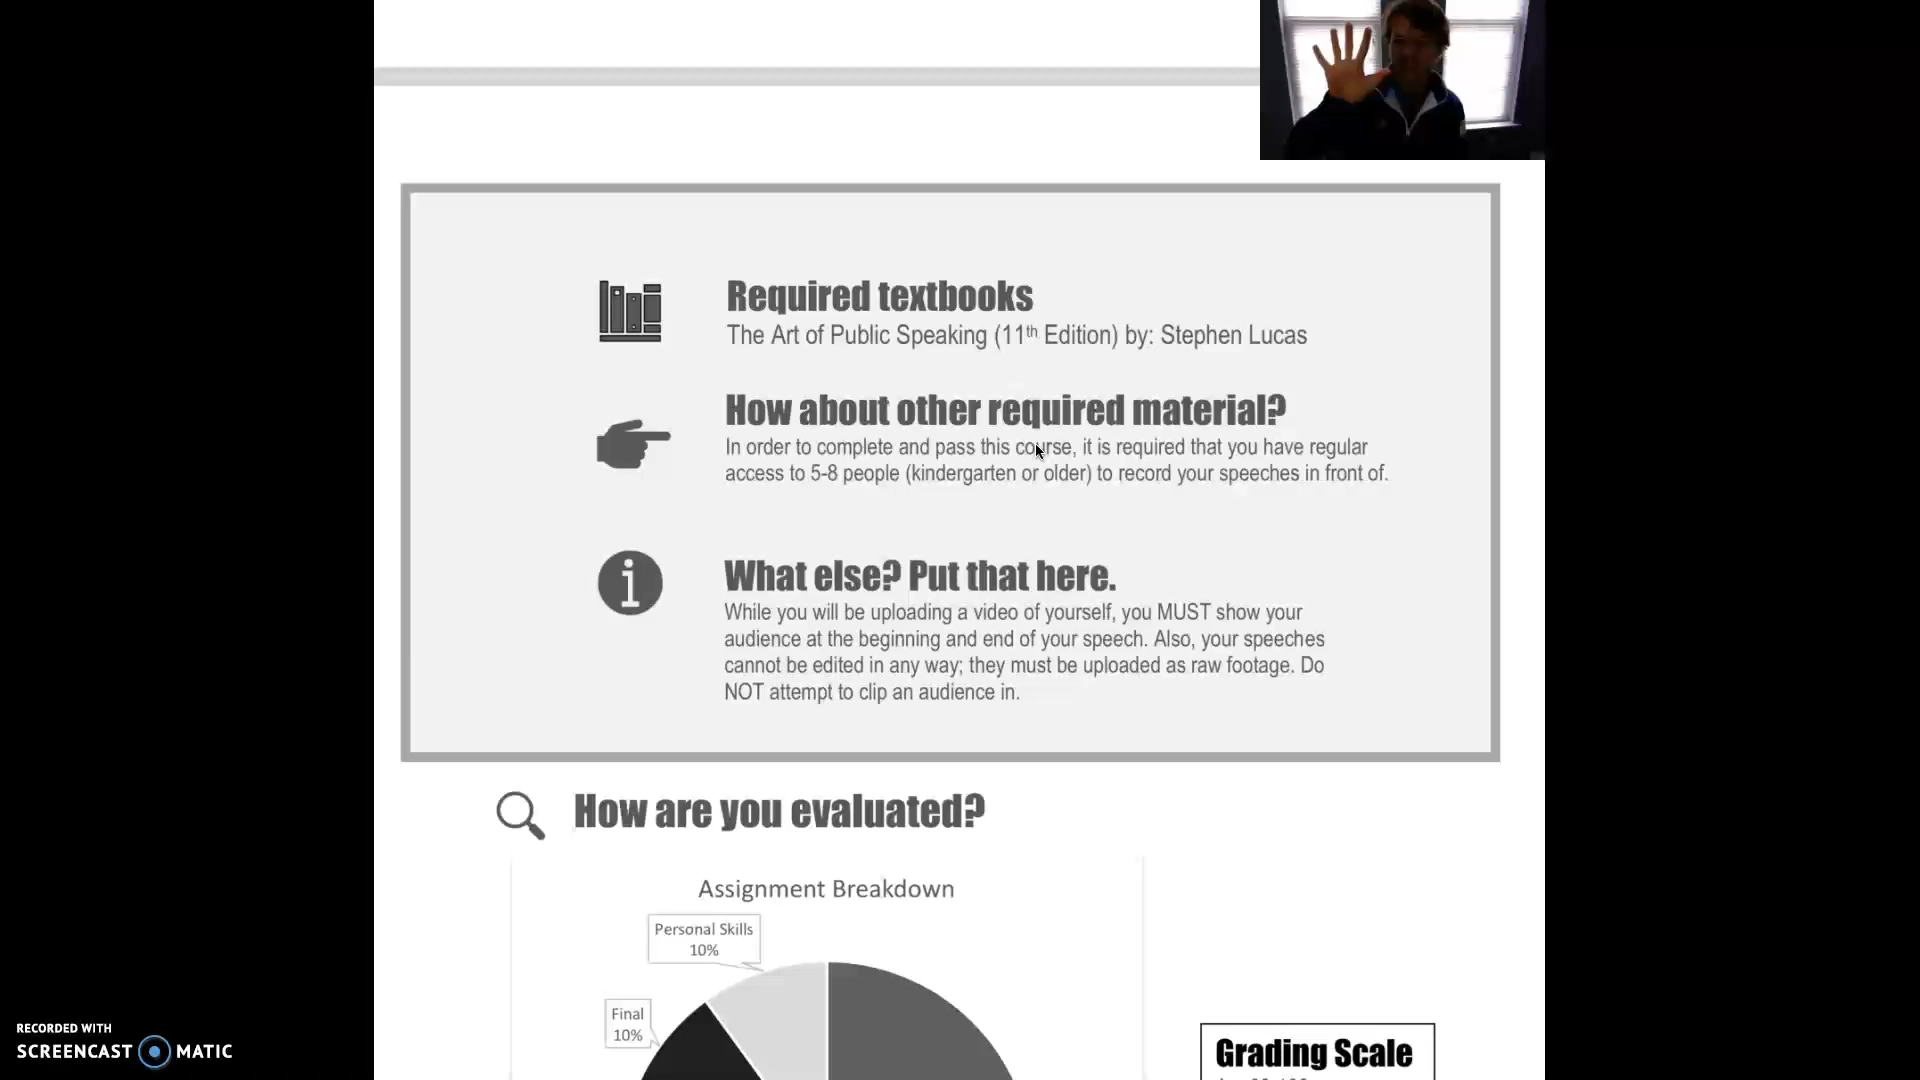 Required textbooks
The Art of Public Speaking (11th Edition) by: Stephen Lucas
How about other required material?
In order to complete and pass this course, it is required that you have regular
access to 5-8 people (kindergarten or older) to record your speeches in front of.
What else? Put that here.
While you will be uploading a video of yourself, you MUST show your
audience at the beginning and end of your speech. Also, your speeches
cannot be edited in any way; they must be uploaded as raw footage. Do
NOT attempt to clip an audience in.
How are you evaluated?
Assignment Breakdown
Personal Skills
10%
Final
10%
Grading Scale
RECORDED WITH
SCREENCAST MATIC